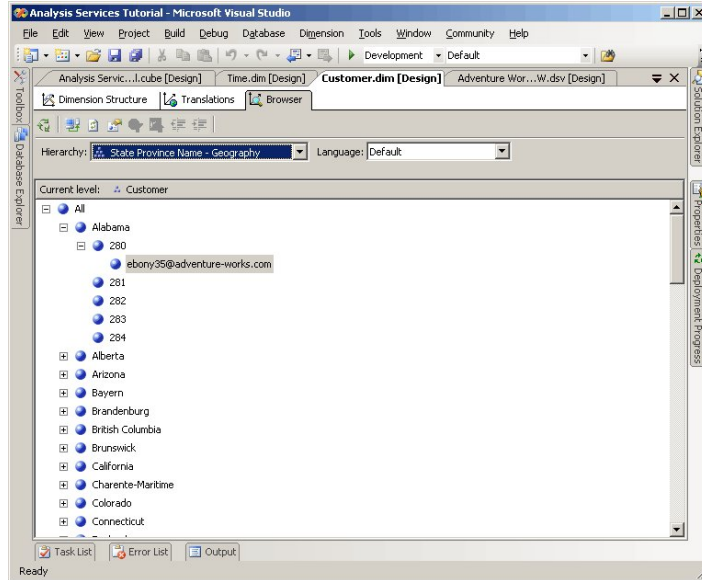 Analysis Services Tutorial - Microsoft Visual Studio
File Edit View Project Build Debug Database Dimension Tools Window Community Help
Development Default
Analysis Servic...l.cube [Design] Time.dim [Design] Customer.dim [Design] Adventure Wor...W.dsv [Design]
Dimension Structure Translations Browser
Hierarchy: State Province Name - Geography Language: Default
Current level: Customer
All
Alabama
280
ebony35@adventure-works.com
281
282
283
284
Alberta
Arizona
Bayern
Brandenburg
British Columbia
Brunswick
California
Charente-Maritime
Colorado
Connecticut
Toolbox
Database Explorer
Solution Explorer
Properties
Deployment Progress
Task List Error List Output
Ready